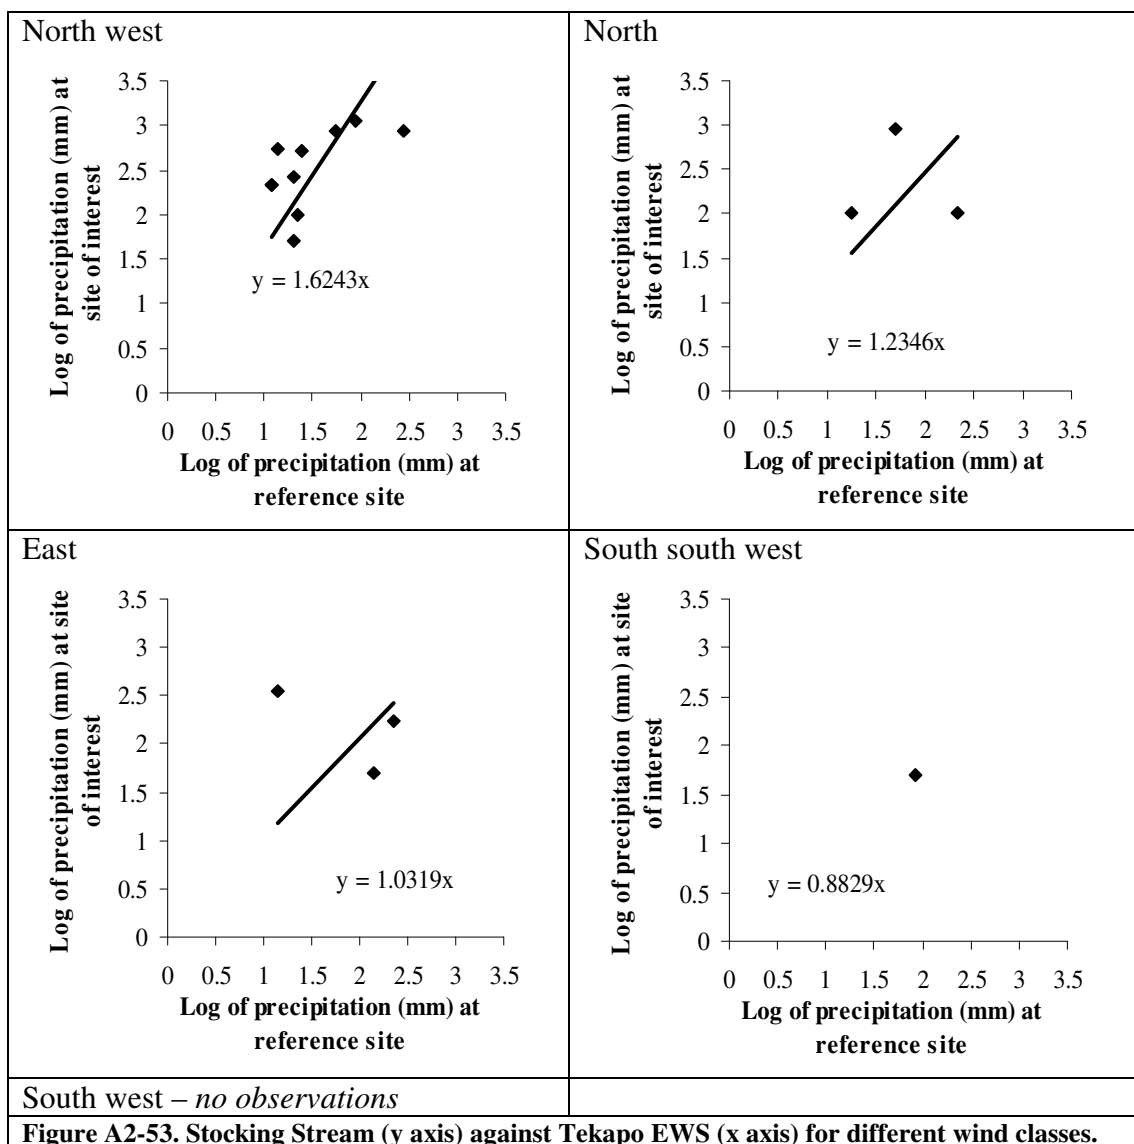 North west
Log of precipitation (mm) at
site of interest
3.5
3
2.5
2
1.5
1
0.5
0
y = 1.6243x
0 0.5 1 1.5 2 2.5 3 3.5
Log of precipitation (mm) at
reference site
North
Log of precipitation (mm) at
site of interest
3.5
3
2.5
2
1.5
1
0.5
0
y = 1.2346x
0 0.5 1 1.5 2 2.5 3 3.5
Log of precipitation (mm) at
reference site
East
Log of precipitation (mm) at site
of interest
3.5
3
2.5
2
1.5
1
0.5
0
y = 1.0319x
0 0.5 1 1.5 2 2.5 3 3.5
Log of precipitation (mm) at
reference site
South south west
Log of precipitation (mm) at site
of interest
3.5
3
2.5
2
1.5
1
0.5
0
y = 0.8829x
0 0.5 1 1.5 2 2.5 3 3.5
Log of precipitation (mm) at
reference site
South west – no observations
Figure A2-53. Stocking Stream (y axis) against Tekapo EWS (x axis) for different wind classes.